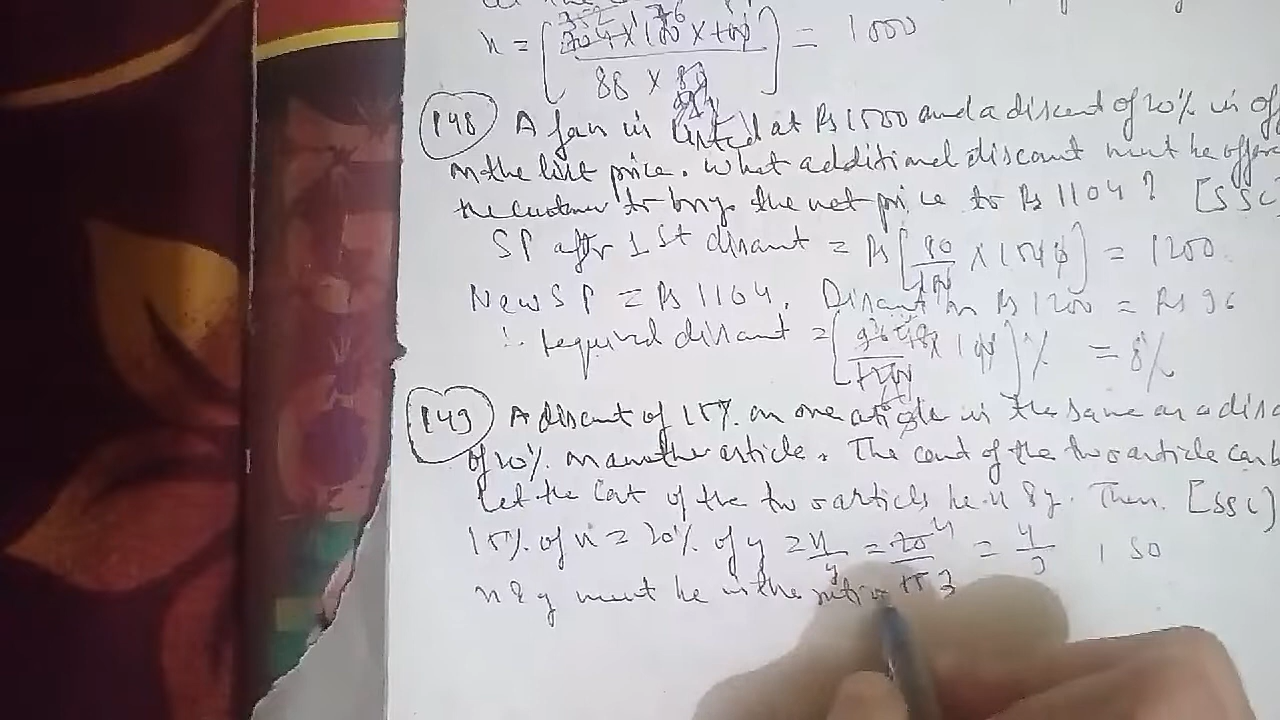 x = [ 704 × 100 × 100 / 88 × 80 ] = 1000
148 A fan is listed at Rs 1500 and a discount of 20% is off
on the list price. What additional discount must be offere
the customer to bring the net price to Rs 1104? [SSC]
SP after 1st discount = Rs [ 80/100 × 1500 ] = 1200.
New SP = Rs 1104. Discount on Rs 1200 = Rs 96
∴ required discount = [ 96/1200 × 100 ] % = 8%
149 A discount of 15% on one article is the same as a disc
of 20% on another article. The cost of the two article can b
Let the cost of the two articles be x & y. Then. [SSC]
15% of x = 20% of y = x/y = 20/15 = 4/3 , so
x & y must be in the ratio